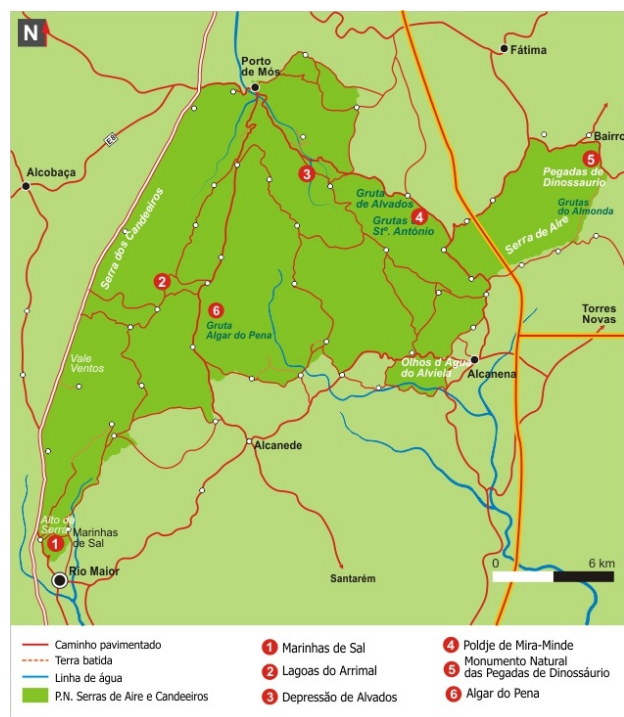 N
Porto
de Mós
Fátima
Bairro
5
Pegadas de
Dinossaurio
Grutas
do Almonda
Alcobaça
Serra dos Candeeiros
3
Gruta
de Alvados
4
Grutas
Stº. António
Serra de Aire
2
6
Gruta
Algar do Pena
Torres
Novas
Vale
Ventos
Olhos d'Água
do Alviela
Alcanena
Alcanede
Alto da
Serra
1
Marinhas
de Sal
Rio Maior
Santarém
0 6 km
Caminho pavimentado
Terra batida
Linha de água
P.N. Serras de Aire e Candeeiros
1 Marinhas de Sal
2 Lagoas do Arrimal
3 Depressão de Alvados
4 Poldje de Mira-Minde
5 Monumento Natural
das Pegadas de Dinossáurio
6 Algar do Pena